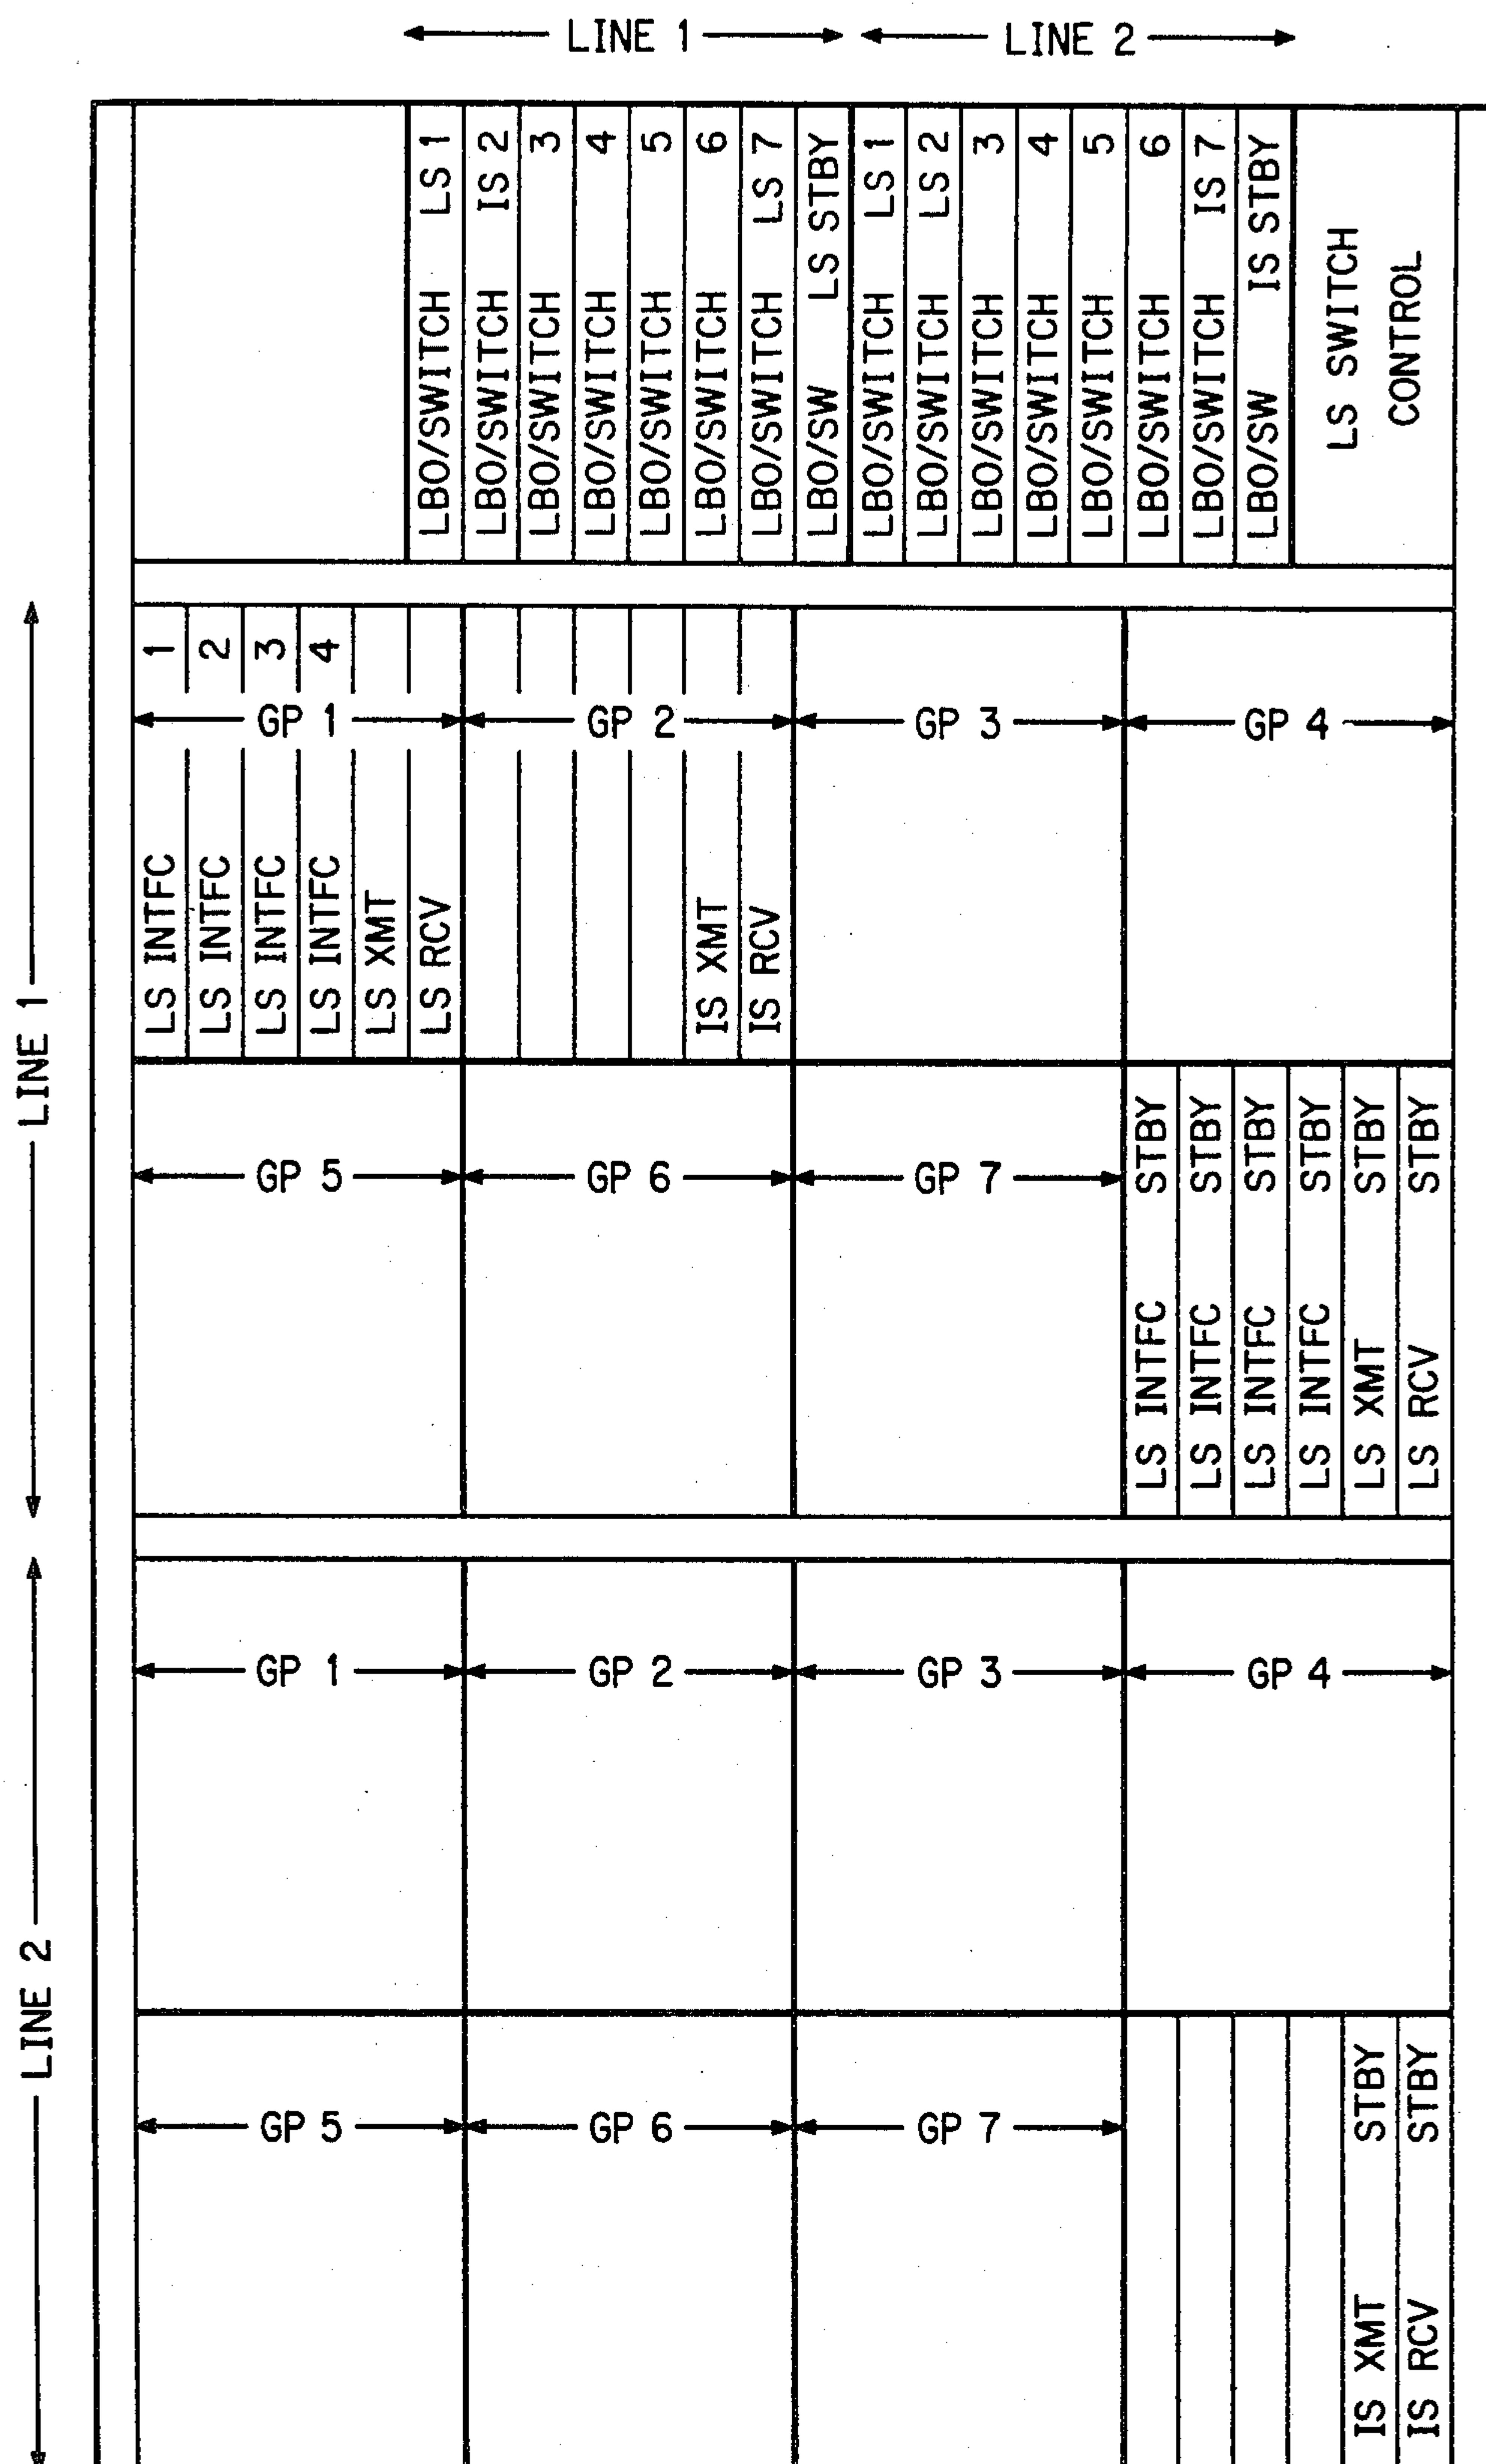 LINE 1
LINE 2
LBO/SWITCH LS 1
LBO/SWITCH IS 2
LBO/SWITCH 3
LBO/SWITCH 4
LBO/SWITCH 5
LBO/SWITCH 6
LBO/SWITCH LS 7
LBO/SW LS STBY
LBO/SWITCH LS 1
LBO/SWITCH LS 2
LBO/SWITCH 3
LBO/SWITCH 4
LBO/SWITCH 5
LBO/SWITCH 6
LBO/SWITCH IS 7
LBO/SW IS STBY
LS SWITCH
CONTROL
LINE 1
GP 1
LS INTFC 1
LS INTFC 2
LS INTFC 3
LS INTFC 4
LS XMT
LS RCV
GP 2
IS XMT
IS RCV
GP 3
GP 4
GP 5
GP 6
GP 7
LS INTFC STBY
LS INTFC STBY
LS INTFC STBY
LS INTFC STBY
LS XMT STBY
LS RCV STBY
LINE 2
GP 1
GP 2
GP 3
GP 4
GP 5
GP 6
GP 7
IS XMT STBY
IS RCV STBY